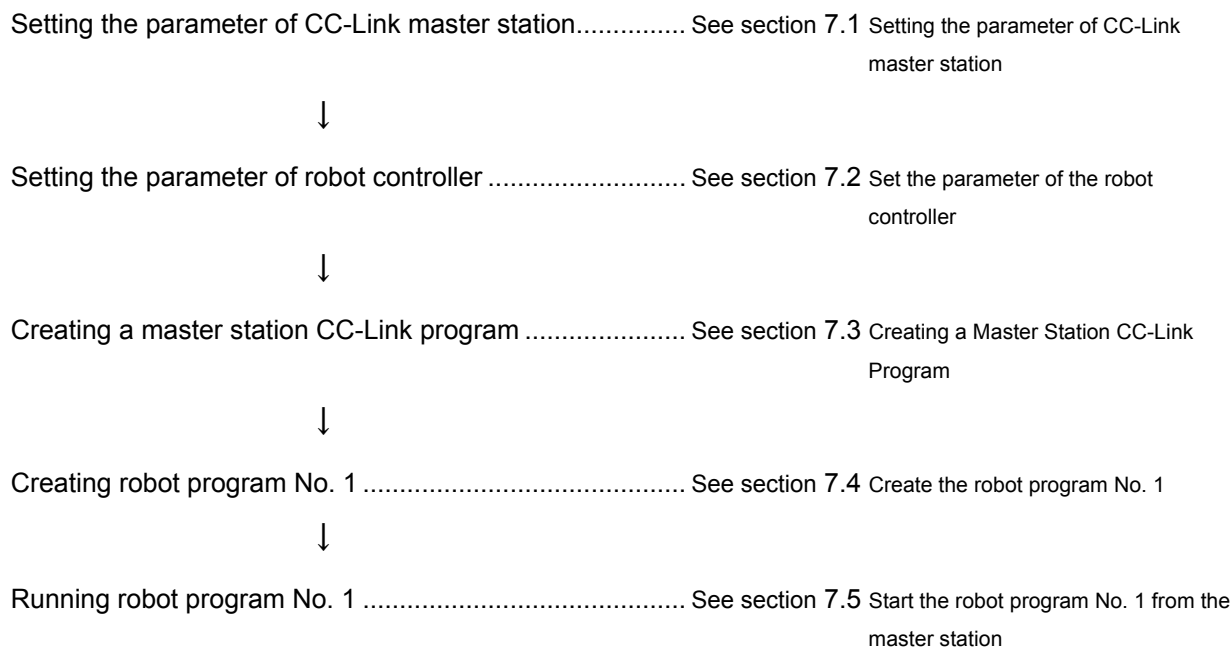 Setting the parameter of CC-Link master station............... See section 7.1 Setting the parameter of CC-Link
master station
↓
Setting the parameter of robot controller ........................... See section 7.2 Set the parameter of the robot
controller
↓
Creating a master station CC-Link program ...................... See section 7.3 Creating a Master Station CC-Link
Program
↓
Creating robot program No. 1 ............................................ See section 7.4 Create the robot program No. 1
↓
Running robot program No. 1 ............................................ See section 7.5 Start the robot program No. 1 from the
master station